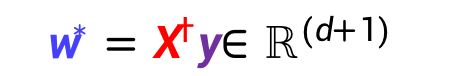 w* = X†y∈ ℝ(d+1)